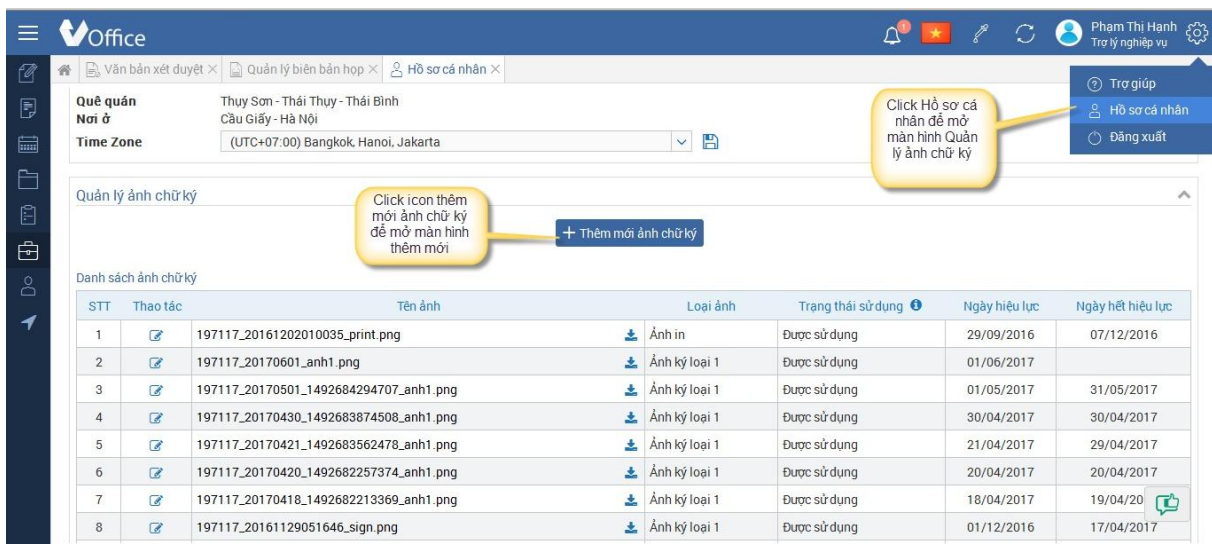 VOffice
1
Phạm Thị Hạnh
Trợ lý nghiệp vụ
Văn bản xét duyệt
Quản lý biên bản họp
Hồ sơ cá nhân
Trợ giúp
Hồ sơ cá nhân
Đăng xuất
Quê quán Thụy Sơn - Thái Thụy - Thái Bình
Nơi ở Cầu Giấy - Hà Nội
Time Zone (UTC+07:00) Bangkok, Hanoi, Jakarta
Click Hồ sơ cá
nhân để mở
màn hình Quản
lý ảnh chữ ký
Quản lý ảnh chữ ký
Click icon thêm
mới ảnh chữ ký
để mở màn hình
thêm mới
+ Thêm mới ảnh chữ ký
Danh sách ảnh chữ ký
STT Thao tác Tên ảnh Loại ảnh Trạng thái sử dụng Ngày hiệu lực Ngày hết hiệu lực
1 197117_20161202010035_print.png Ảnh in Được sử dụng 29/09/2016 07/12/2016
2 197117_20170601_anh1.png Ảnh ký loại 1 Được sử dụng 01/06/2017
3 197117_20170501_1492684294707_anh1.png Ảnh ký loại 1 Được sử dụng 01/05/2017 31/05/2017
4 197117_20170430_1492683874508_anh1.png Ảnh ký loại 1 Được sử dụng 30/04/2017 30/04/2017
5 197117_20170421_1492683562478_anh1.png Ảnh ký loại 1 Được sử dụng 21/04/2017 29/04/2017
6 197117_20170420_1492682257374_anh1.png Ảnh ký loại 1 Được sử dụng 20/04/2017 20/04/2017
7 197117_20170418_1492682213369_anh1.png Ảnh ký loại 1 Được sử dụng 18/04/2017 19/04/20
8 197117_20161129051646_sign.png Ảnh ký loại 1 Được sử dụng 01/12/2016 17/04/2017